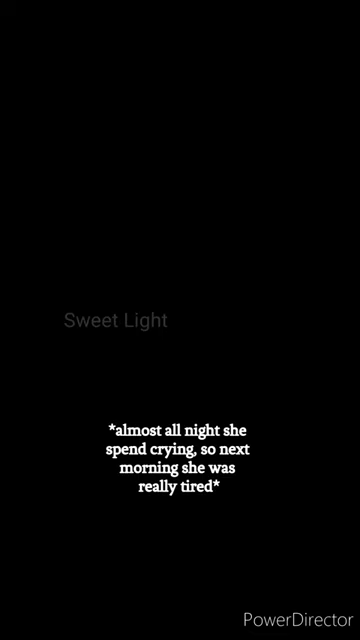 Sweet Light
*almost all night she
spend crying, so next
morning she was
really tired*
PowerDirector